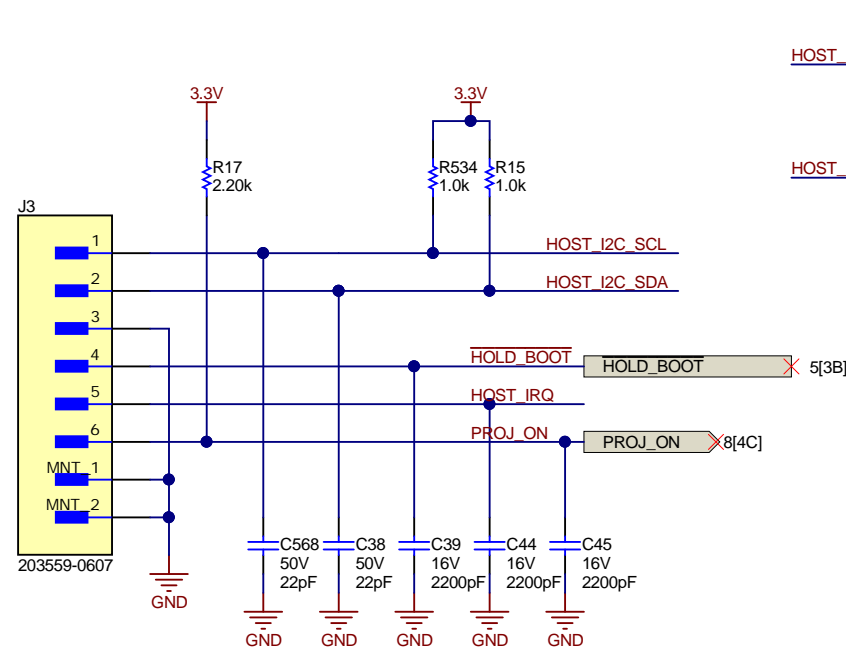 HOST_
3.3V
3.3V
R17
2.20k
R534
1.0k
R15
1.0k
HOST_
J3
1
HOST_I2C_SCL
2
HOST_I2C_SDA
3
4
HOLD_BOOT
HOLD_BOOT
5[3B]
5
HOST_IRQ
6
PROJ_ON
PROJ_ON
8[4C]
MNT_1
MNT_2
203559-0607
GND
C568
50V
22pF
C38
50V
22pF
C39
16V
2200pF
C44
16V
2200pF
C45
16V
2200pF
GND
GND
GND
GND
GND